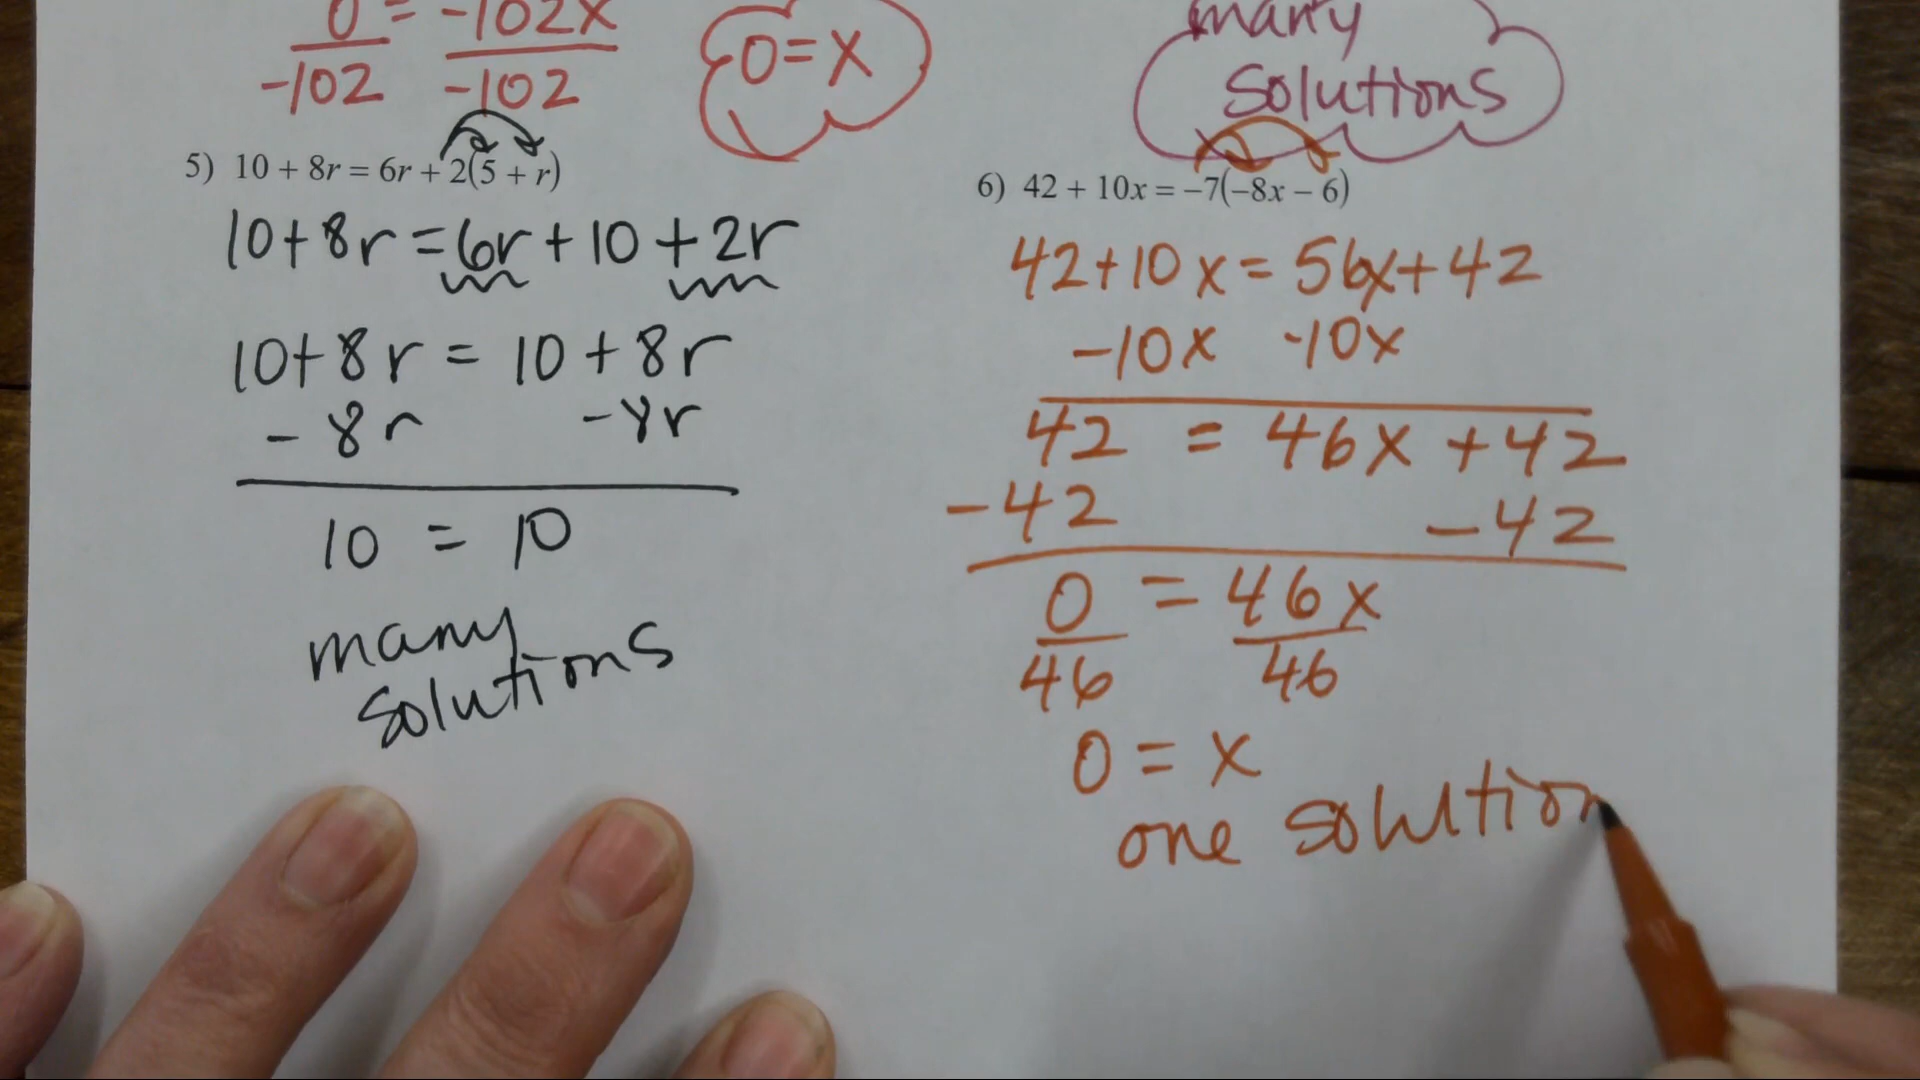 0 = -102x
-102 -102
0=x
many
solutions
5) 10 + 8r = 6r + 2(5 + r)
10+8r=6r+10+2r
10+8r = 10+8r
-8r -8r
10 = 10
many
solutions
6) 42 + 10x = −7(−8x − 6)
42+10x=56x+42
-10x -10x
42 = 46x +42
-42 -42
0 = 46x
46 46
0 = x
one solution